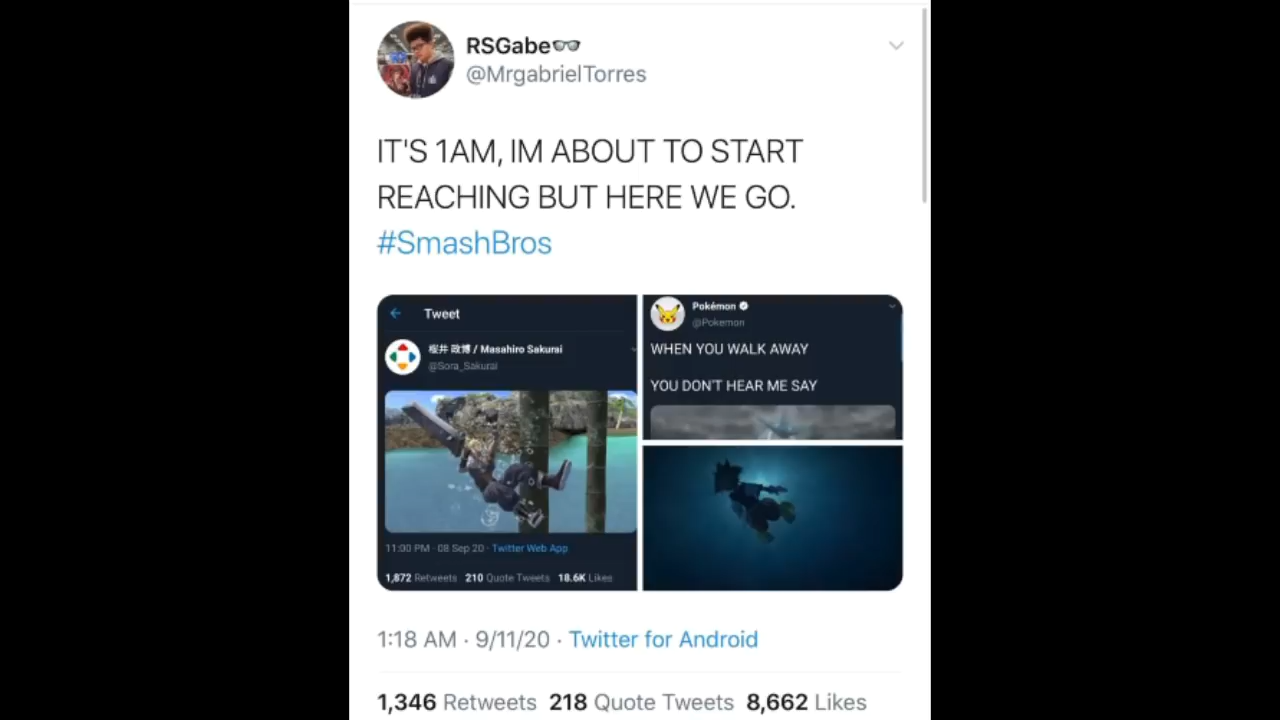 RSGabe
@MrgabrielTorres
IT'S 1AM, IM ABOUT TO START
REACHING BUT HERE WE GO.
#SmashBros
Tweet
桜井 政博 / Masahiro Sakurai
@Sora_Sakurai
11:00 PM · 08 Sep 20 · Twitter Web App
1,872 Retweets 210 Quote Tweets 18.6K Likes
Pokémon
@Pokemon
WHEN YOU WALK AWAY
YOU DON'T HEAR ME SAY
1:18 AM · 9/11/20 · Twitter for Android
1,346 Retweets 218 Quote Tweets 8,662 Likes